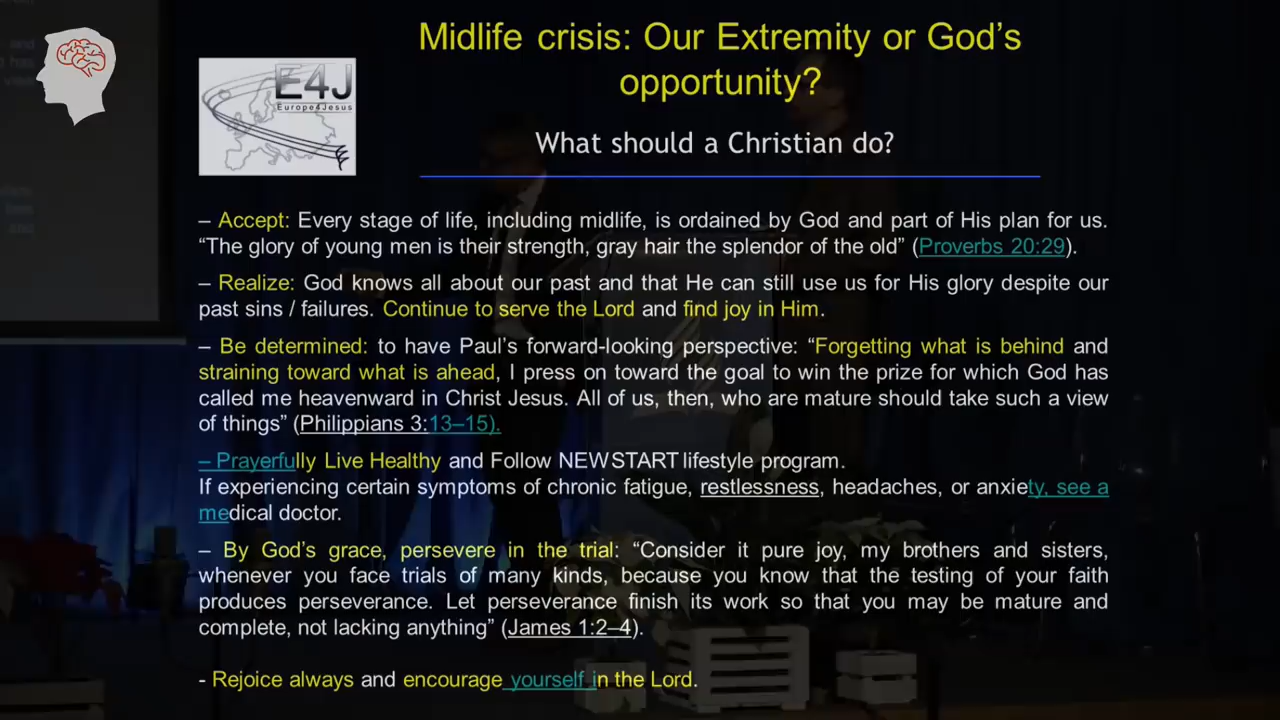 Midlife crisis: Our Extremity or God's
opportunity?
E4J
Europe4Jesus
What should a Christian do?
– Accept: Every stage of life, including midlife, is ordained by God and part of His plan for us.
“The glory of young men is their strength, gray hair the splendor of the old” (Proverbs 20:29).
– Realize: God knows all about our past and that He can still use us for His glory despite our
past sins / failures. Continue to serve the Lord and find joy in Him.
– Be determined: to have Paul’s forward-looking perspective: “Forgetting what is behind and
straining toward what is ahead, I press on toward the goal to win the prize for which God has
called me heavenward in Christ Jesus. All of us, then, who are mature should take such a view
of things” (Philippians 3:13–15).
– Prayerfully Live Healthy and Follow NEWSTART lifestyle program.
If experiencing certain symptoms of chronic fatigue, restlessness, headaches, or anxiety, see a
medical doctor.
– By God’s grace, persevere in the trial: “Consider it pure joy, my brothers and sisters,
whenever you face trials of many kinds, because you know that the testing of your faith
produces perseverance. Let perseverance finish its work so that you may be mature and
complete, not lacking anything” (James 1:2–4).
- Rejoice always and encourage yourself in the Lord.